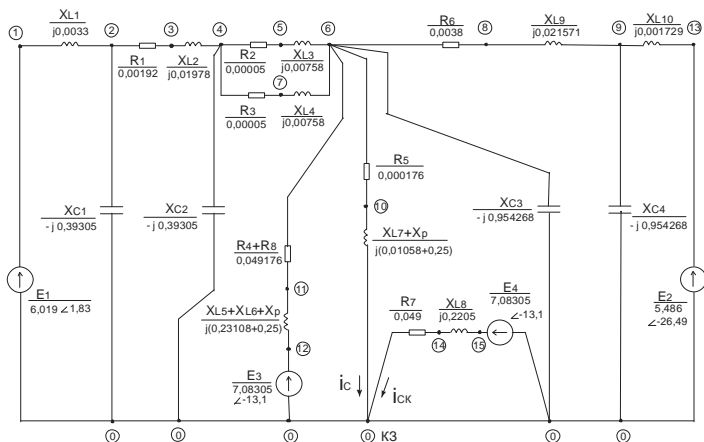 XL1
j0,0033
1
2
3
4
5
6
R1
0,00192
XL2
j0,01978
R2
0,00005
XL3
j0,00758
7
R3
0,00005
XL4
j0,00758
R6
0,0038
8
XL9
j0,021571
9
XL10
j0,001729
13
XC1
- j 0,39305
XC2
- j 0,39305
R5
0,000176
10
XL7+Xp
j(0,01058+0,25)
XC3
- j 0,954268
XC4
-j 0,954268
R4+R8
0,049176
11
XL5+XL6+Xp
j(0,23108+0,25)
12
E1
6,019 ∠1,83
E3
7,08305
∠-13,1
R7
0,049
XL8
j0,2205
14
15
E4
7,08305
∠-13,1
E2
5,486
∠-26,49
iC
iCK
0
0
0
0
КЗ
0
0